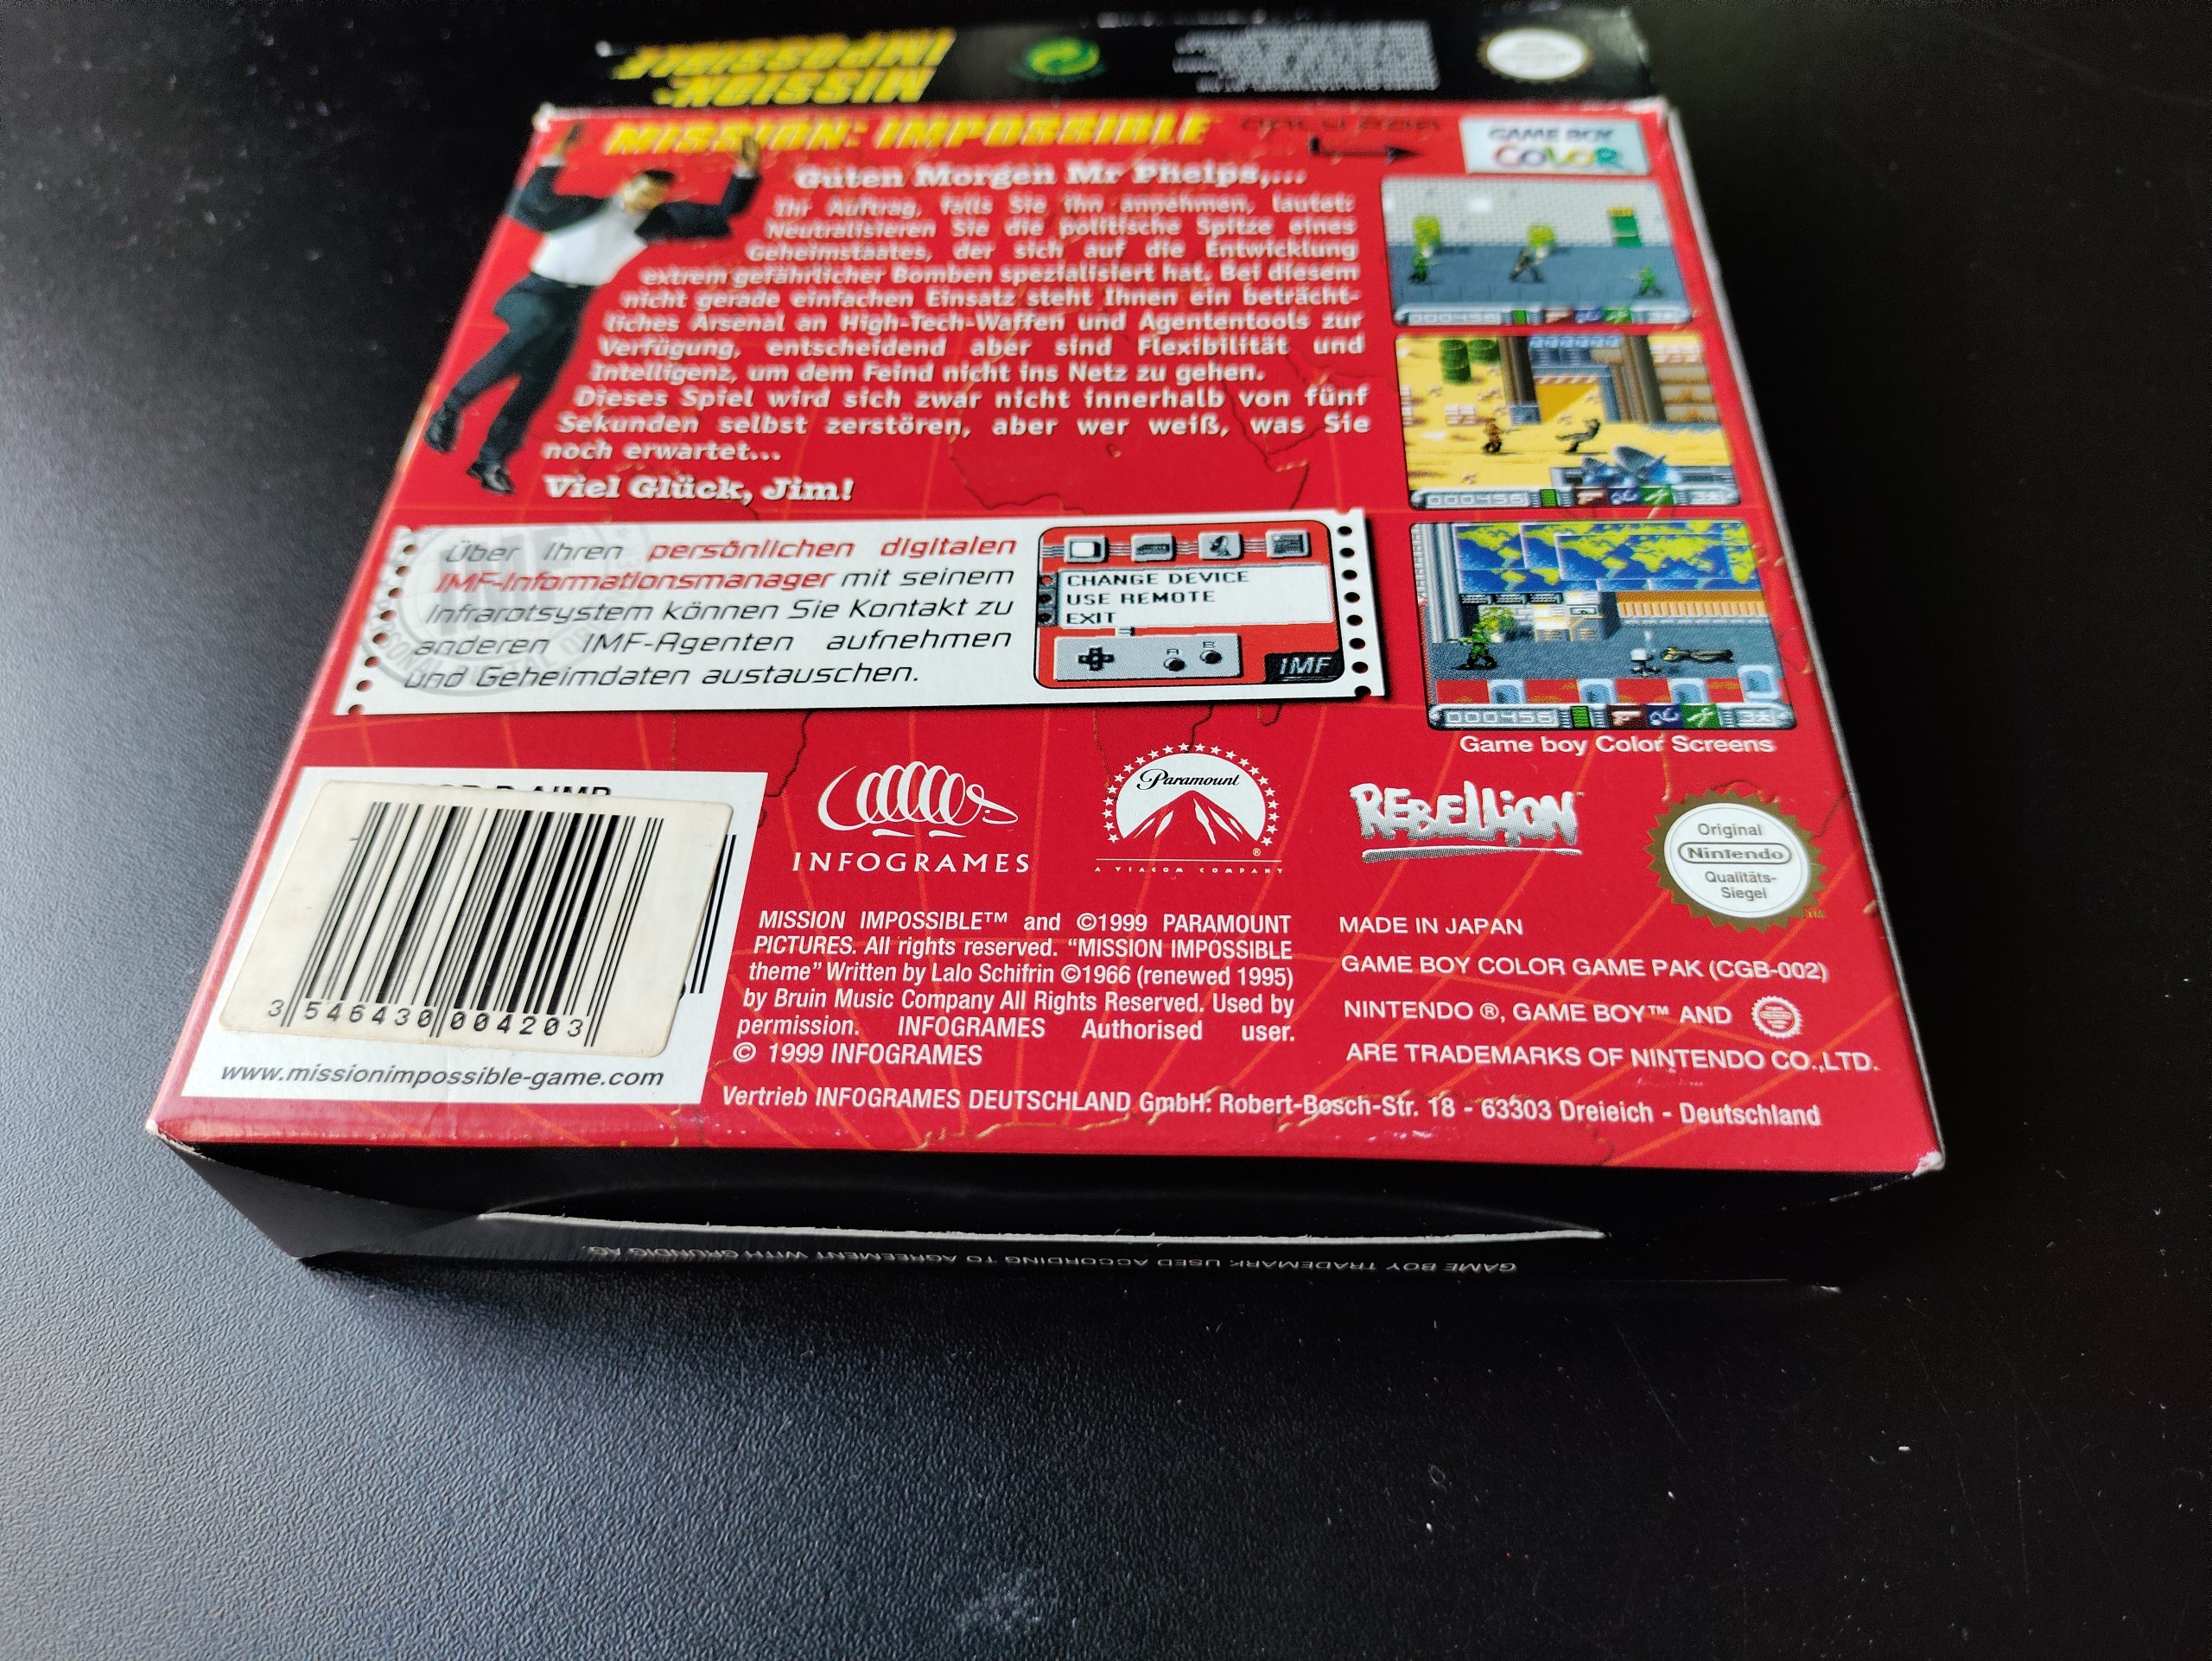 MISSION:
IMPOSSIBLE
MISSION: IMPOSSIBLE
GAME BOY
COLOR
Guten Morgen Mr Phelps,...
Ihr Auftrag, falls Sie ihn annehmen, lautet:
Neutralisieren Sie die politische Spitze eines
Geheimstaates, der sich auf die Entwicklung
extrem gefährlicher Bomben spezialisiert hat. Bei diesem
nicht gerade einfachen Einsatz steht Ihnen ein beträcht-
liches Arsenal an High-Tech-Waffen und Agententools zur
Verfügung, entscheidend aber sind Flexibilität und
Intelligenz, um dem Feind nicht ins Netz zu gehen.
Dieses Spiel wird sich zwar nicht innerhalb von fünf
Sekunden selbst zerstören, aber wer weiß, was Sie
noch erwartet...
Viel Glück, Jim!
000456
000456
000456
Game boy Color Screens
Über Ihren persönlichen digitalen
IMF-Informationsmanager mit seinem
Infrarotsystem können Sie Kontakt zu
anderen IMF-Agenten aufnehmen
und Geheimdaten austauschen.
CHANGE DEVICE
USE REMOTE
EXIT
A B
IMF
3 546430 004203
www.missionimpossible-game.com
INFOGRAMES
Paramount
®
A VIACOM COMPANY
REBELLION
Original
Nintendo
Qualitäts-
Siegel
TM
MISSION IMPOSSIBLE™ and ©1999 PARAMOUNT
PICTURES. All rights reserved. “MISSION IMPOSSIBLE
theme” Written by Lalo Schifrin ©1966 (renewed 1995)
by Bruin Music Company All Rights Reserved. Used by
permission. INFOGRAMES Authorised user.
© 1999 INFOGRAMES
MADE IN JAPAN
GAME BOY COLOR GAME PAK (CGB-002)
NINTENDO ®, GAME BOY™ AND
ARE TRADEMARKS OF NINTENDO CO.,LTD.
Vertrieb INFOGRAMES DEUTSCHLAND GmbH: Robert-Bosch-Str. 18 - 63303 Dreieich - Deutschland
GAME BOY TRADEMARK USED ACCORDING TO AGREEMENT WITH GRUNDIG AG.